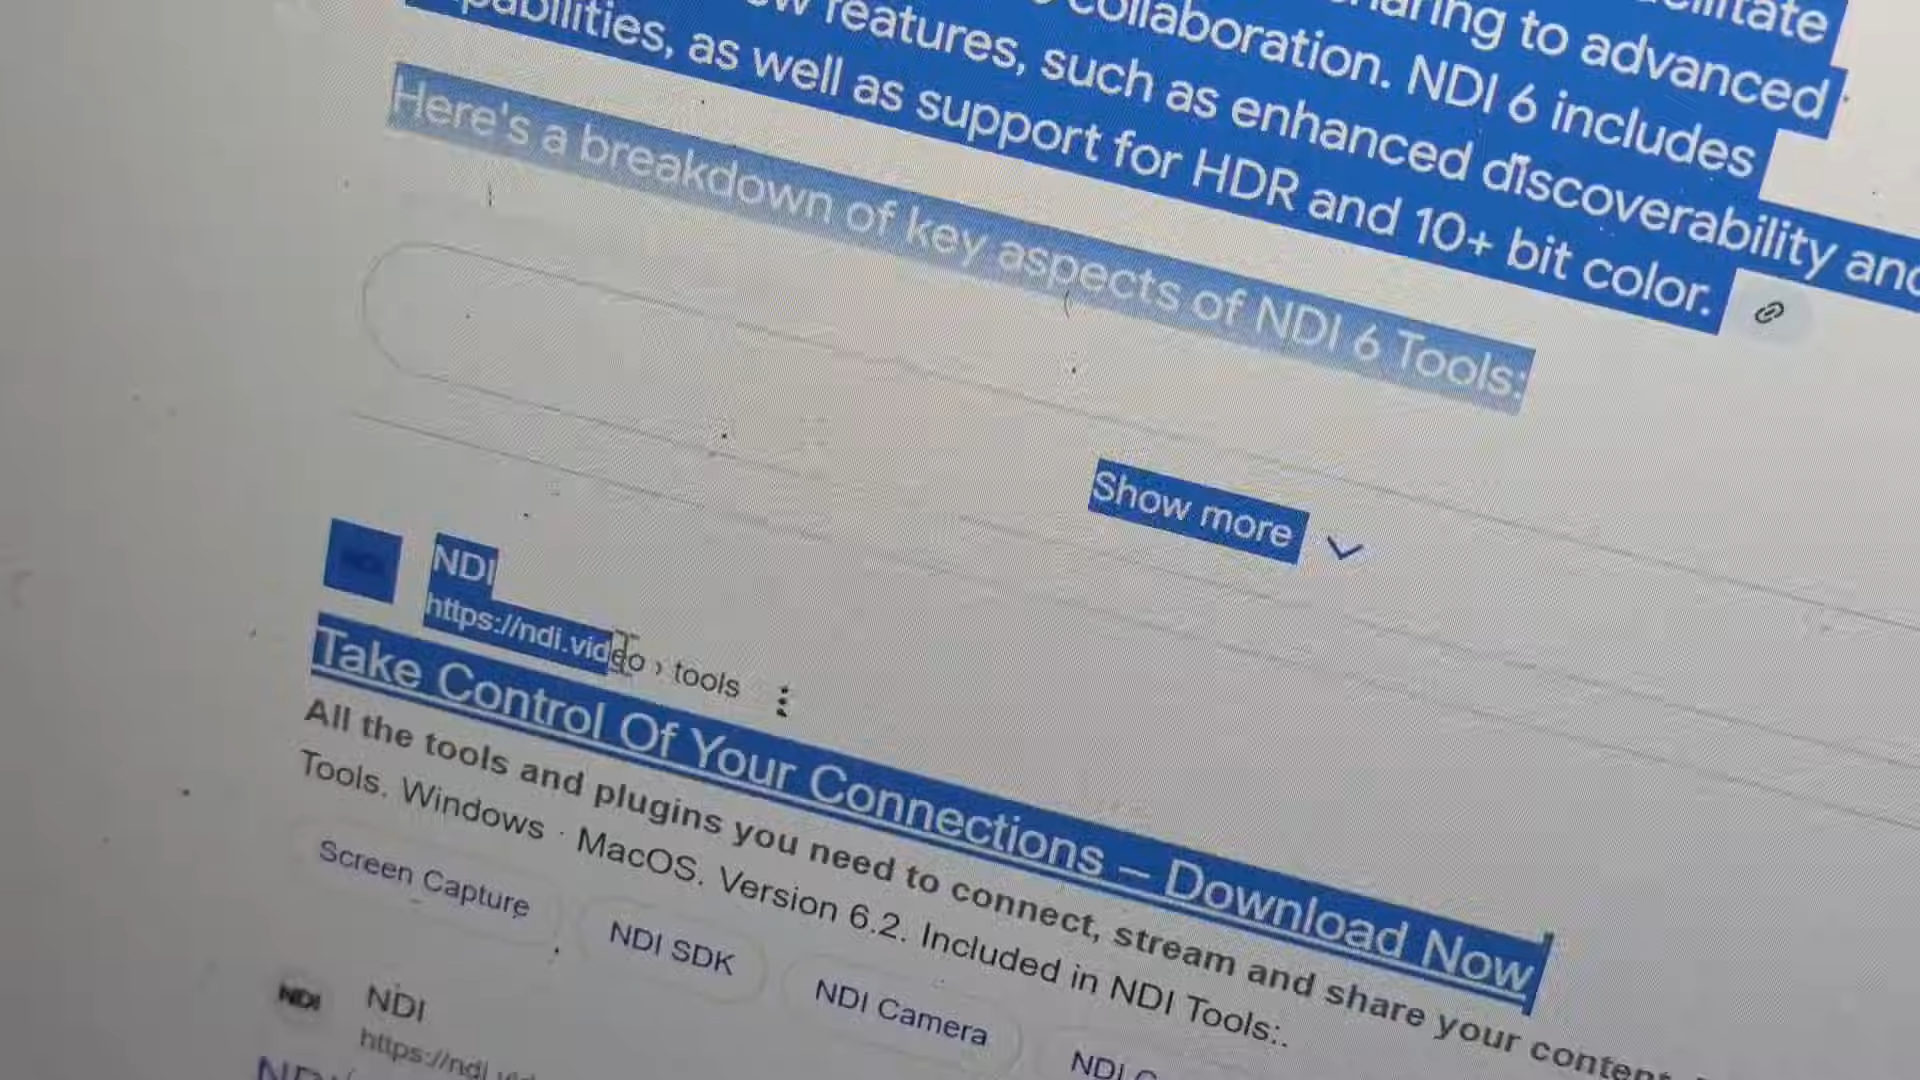 to advanced
collaboration. NDI 6 includes
features, such as enhanced discoverability and
as well as support for HDR and 10+ bit color.
Here's a breakdown of key aspects of NDI 6 Tools:
Show more
NDI
https://ndi.video › tools
Take Control Of Your Connections – Download Now
All the tools and plugins you need to connect, stream and share your content.
Tools. Windows · MacOS. Version 6.2. Included in NDI Tools:.
Screen Capture
NDI SDK
NDI Camera
NDI
NDI
NDI